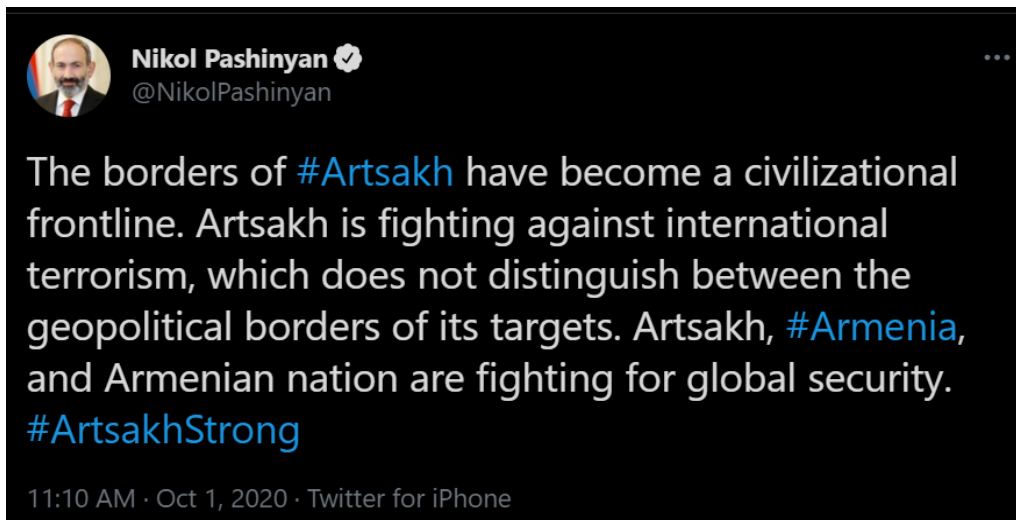 Nikol Pashinyan
@NikolPashinyan
The borders of #Artsakh have become a civilizational
frontline. Artsakh is fighting against international
terrorism, which does not distinguish between the
geopolitical borders of its targets. Artsakh, #Armenia,
and Armenian nation are fighting for global security.
#ArtsakhStrong
11:10 AM · Oct 1, 2020 · Twitter for iPhone